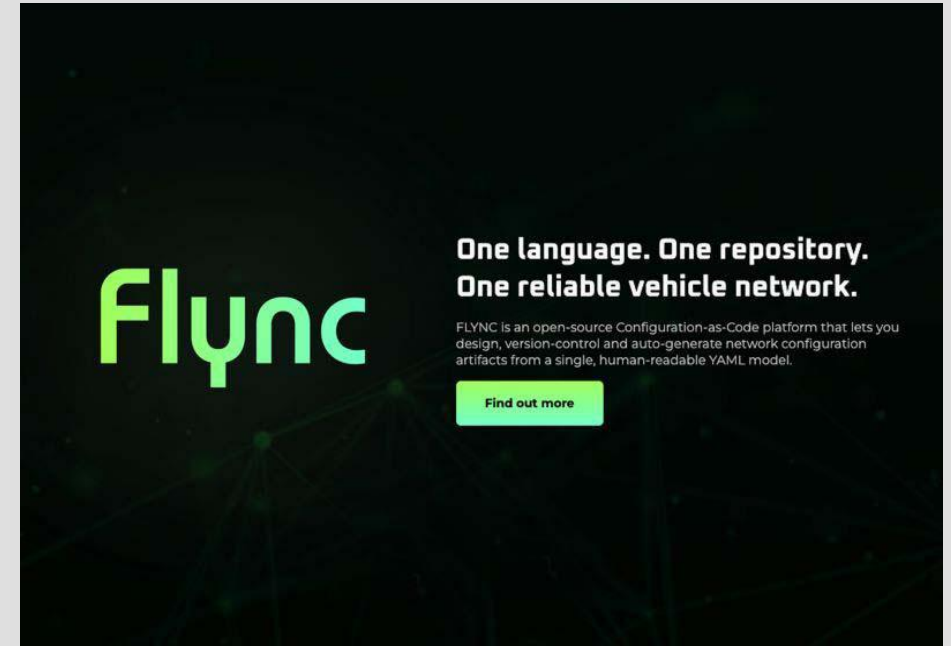 Flync
One language. One repository.
One reliable vehicle network.
FLYNC is an open-source Configuration-as-Code platform that lets you
design, version-control and auto-generate network configuration
artifacts from a single, human-readable YAML model.
Find out more